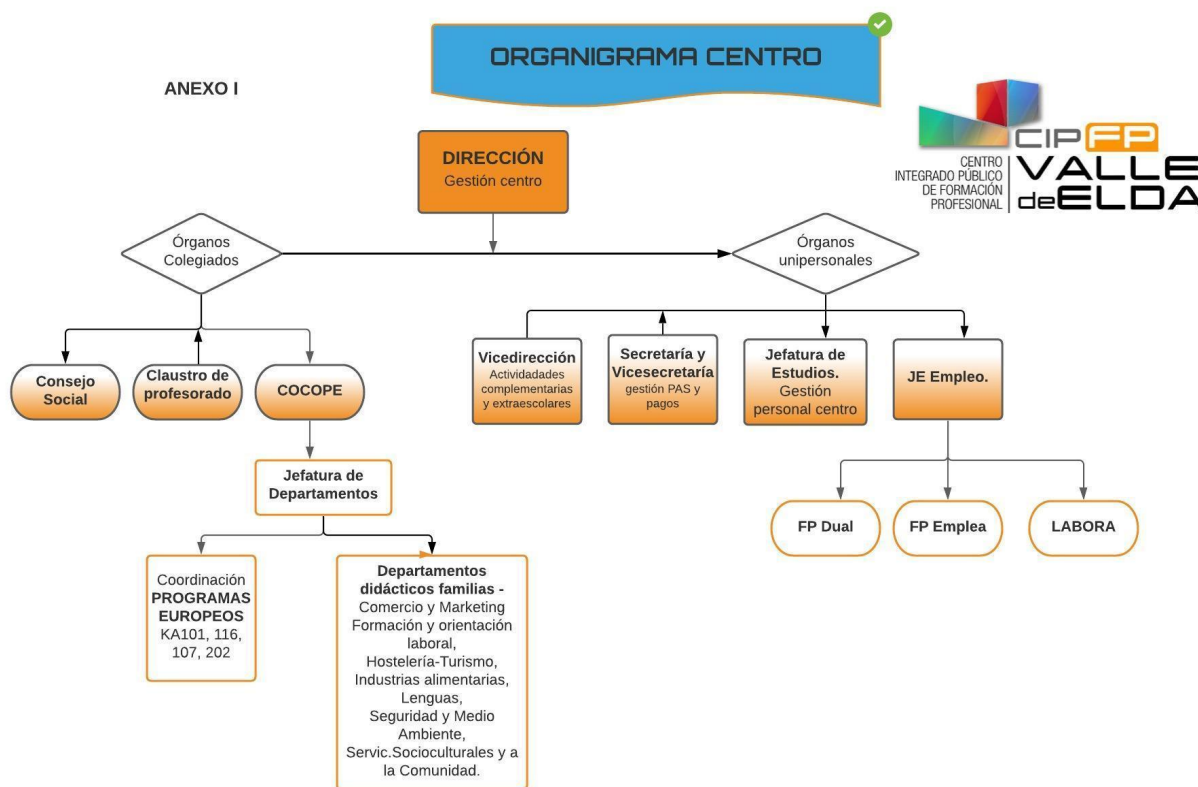 ORGANIGRAMA CENTRO
ANEXO I
CIPFP
VALLE
deELDA
CENTRO
INTEGRADO PÚBLICO
DE FORMACIÓN
PROFESIONAL
DIRECCIÓN
Gestión centro
Órganos
Colegiados
Órganos
unipersonales
Consejo
Social
Claustro de
profesorado
COCOPE
Vicedirección
Activididades
complementarias
y extraescolares
Secretaría y
Vicesecretaría
gestión PAS y
pagos
Jefatura de
Estudios.
Gestión
personal centro
JE Empleo.
Jefatura de
Departamentos
FP Dual
FP Emplea
LABORA
Coordinación
PROGRAMAS
EUROPEOS
KA101, 116,
107, 202
Departamentos
didácticos familias -
Comercio y Marketing
Formación y orientación
laboral,
Hostelería-Turismo,
Industrias alimentarias,
Lenguas,
Seguridad y Medio
Ambiente,
Servic.Socioculturales y a
la Comunidad.